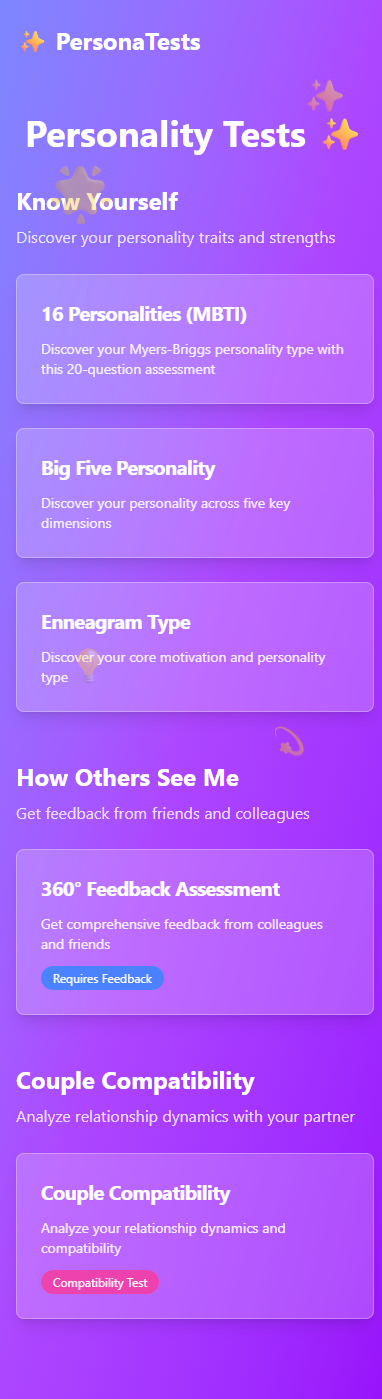 PersonaTests
Personality Tests
Know Yourself
Discover your personality traits and strengths
16 Personalities (MBTI)
Discover your Myers-Briggs personality type with
this 20-question assessment
Big Five Personality
Discover your personality across five key
dimensions
Enneagram Type
Discover your core motivation and personality
type
How Others See Me
Get feedback from friends and colleagues
360° Feedback Assessment
Get comprehensive feedback from colleagues
and friends
Requires Feedback
Couple Compatibility
Analyze relationship dynamics with your partner
Couple Compatibility
Analyze your relationship dynamics and
compatibility
Compatibility Test